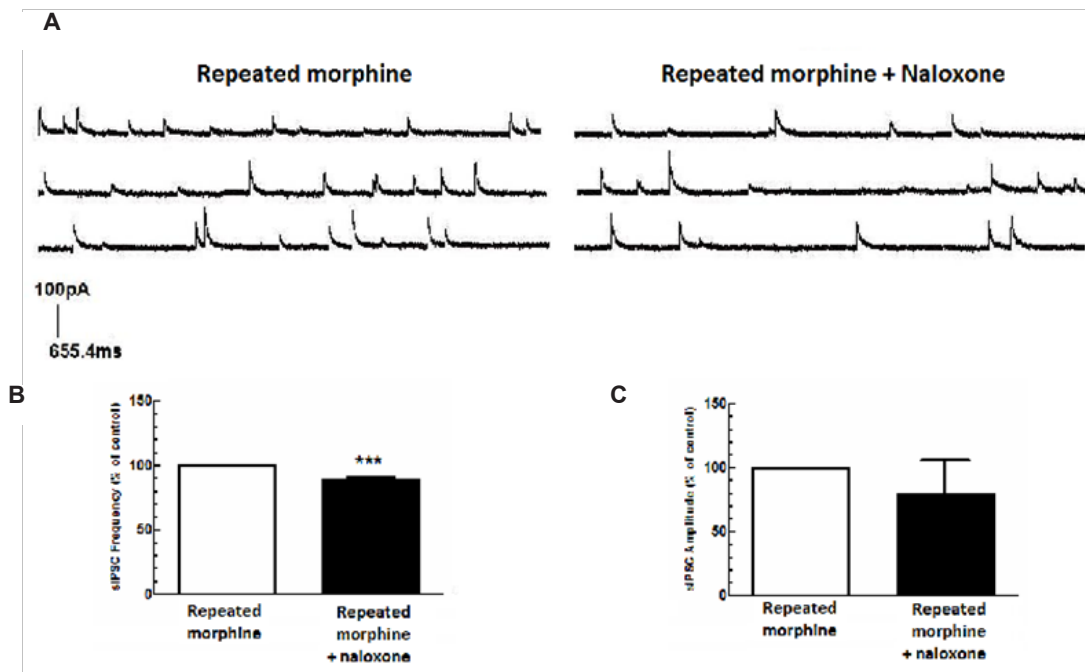 A
Repeated morphine
Repeated morphine + Naloxone
100pA
655.4ms
B
sIPSC Frequency (% of control)
150
100
50
0
***
Repeated
morphine
Repeated
morphine
+ naloxone
C
sIPSC Amplitude (% of control)
150
100
50
0
Repeated
morphine
Repeated
morphine
+ naloxone